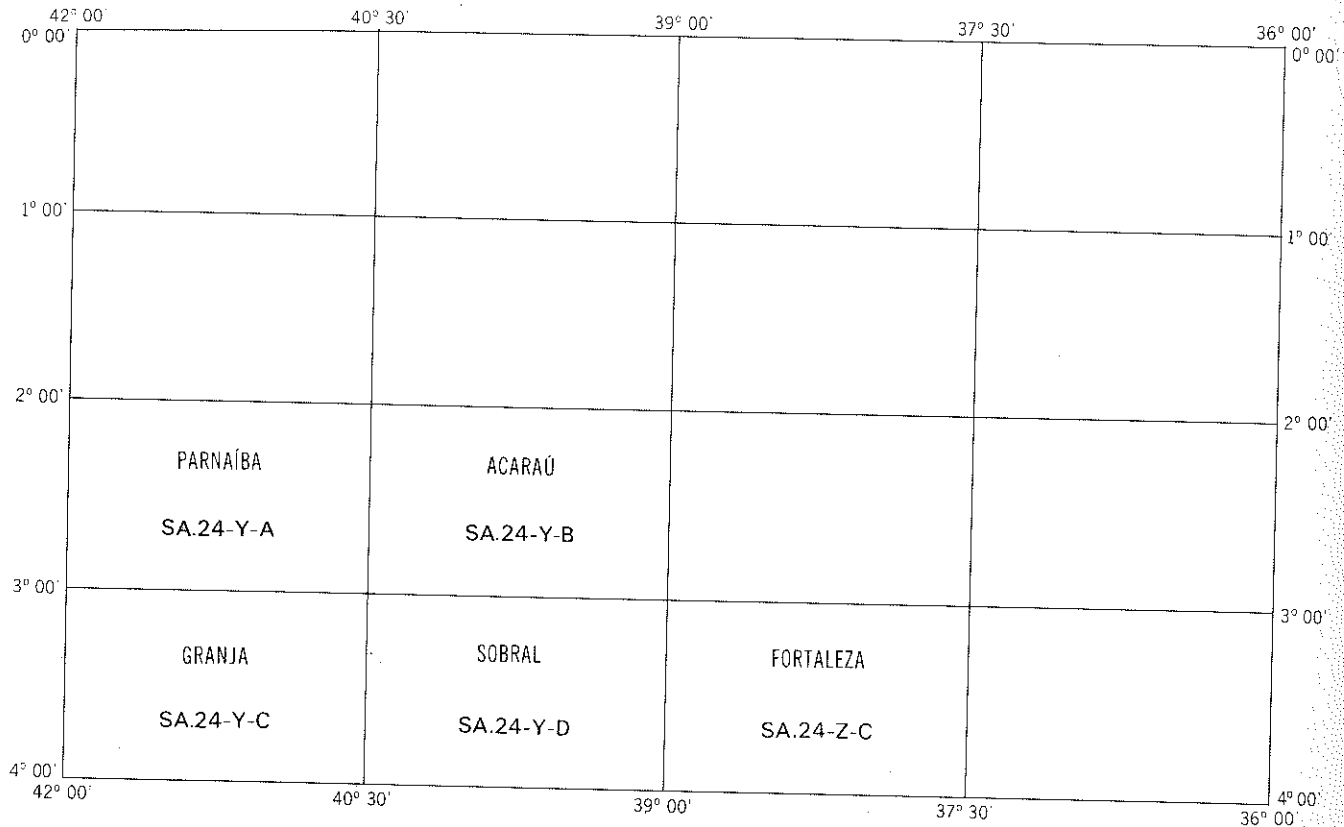 42° 00' 40° 30' 39° 00' 37° 30' 36° 00'
0° 00' 0° 00'
1° 00' 1° 00'
2° 00' 2° 00'
PARNAÍBA ACARAÚ
SA.24-Y-A SA.24-Y-B
3° 00' 3° 00'
GRANJA SOBRAL FORTALEZA
SA.24-Y-C SA.24-Y-D SA.24-Z-C
4° 00' 4° 00'
42° 00' 40° 30' 39° 00' 37° 30' 36° 00'